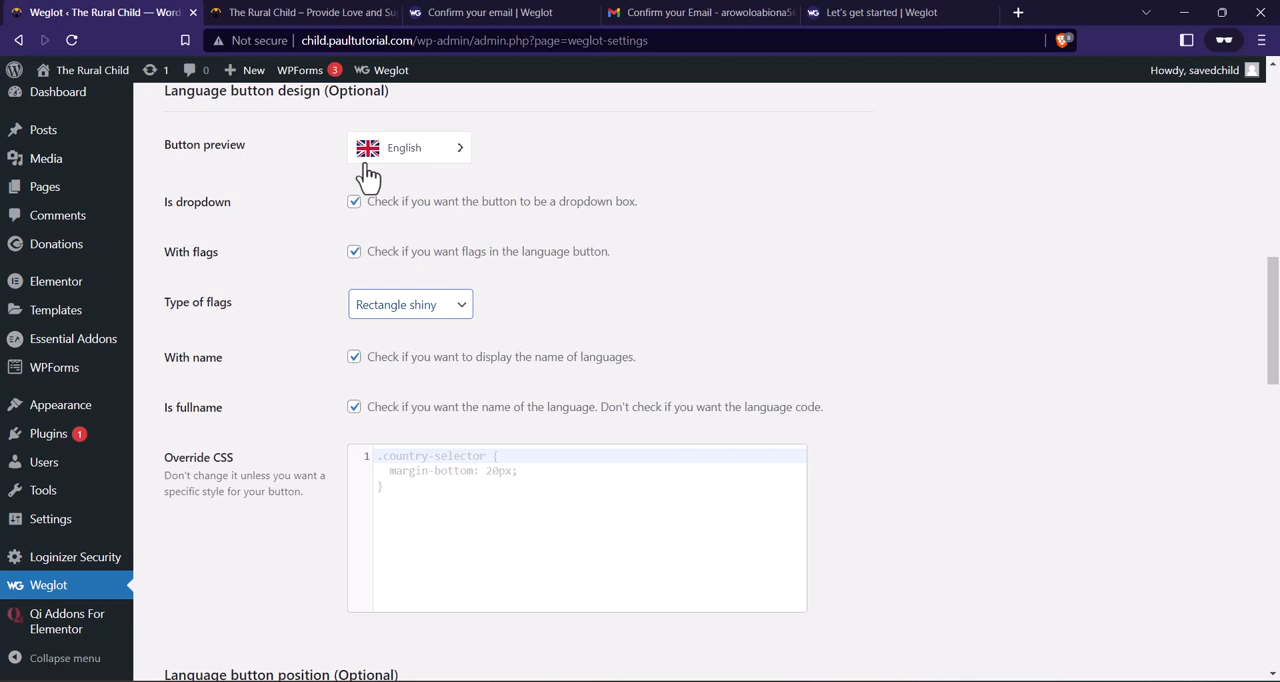 Weglot ‹ The Rural Child — Word
The Rural Child – Provide Love and Su
Confirm your email | Weglot
Confirm your Email - arowoloabiona5
Let's get started | Weglot
Not secure
child.paultutorial.com/wp-admin/admin.php?page=weglot-settings
8
The Rural Child
1
0
New
WPForms 3
WG Weglot
Howdy, savedchild
Dashboard
Posts
Media
Pages
Comments
Donations
Elementor
Templates
Essential Addons
WPForms
Appearance
Plugins 1
Users
Tools
Settings
Loginizer Security
WG Weglot
Qi Addons For
Elementor
Collapse menu
Language button design (Optional)
Button preview
English
Is dropdown
Check if you want the button to be a dropdown box.
With flags
Check if you want flags in the language button.
Type of flags
Rectangle shiny
With name
Check if you want to display the name of languages.
Is fullname
Check if you want the name of the language. Don't check if you want the language code.
Override CSS
Don't change it unless you want a
specific style for your button.
1 .country-selector {
margin-bottom: 20px;
}
Language button position (Optional)